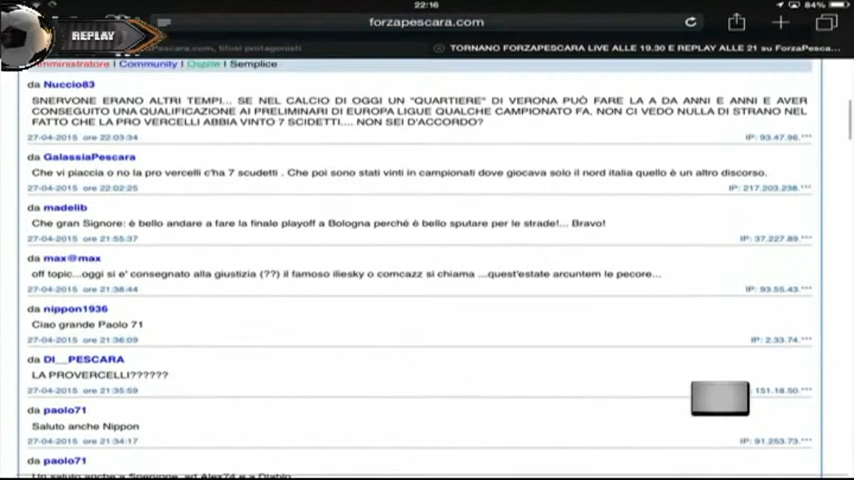 22:16
84%
forzapescara.com
REPLAY
Pescara.com, tifosi protagonisti
TORNANO FORZAPESCARA LIVE ALLE 19.30 E REPLAY ALLE 21 su ForzaPesca...
Amministratore | Community | Ospite | Semplice
da Nuccio83
SNERVONE ERANO ALTRI TEMPI... SE NEL CALCIO DI OGGI UN "QUARTIERE" DI VERONA PUÒ FARE LA A DA ANNI E ANNI E AVER
CONSEGUITO UNA QUALIFICAZIONE AI PRELIMINARI DI EUROPA LIGUE QUALCHE CAMPIONATO FA, NON CI VEDO NULLA DI STRANO NEL
FATTO CHE LA PRO VERCELLI ABBIA VINTO 7 SCIDETTI.... NON SEI D'ACCORDO?
27-04-2015 ore 22:03:34 IP: 93.47.96.***
da GalassiaPescara
Che vi piaccia o no la pro vercelli c'ha 7 scudetti . Che poi sono stati vinti in campionati dove giocava solo il nord italia quello è un altro discorso.
27-04-2015 ore 22:02:25 IP: 217.203.238.***
da madelib
Che gran Signore: è bello andare a fare la finale playoff a Bologna perché è bello sputare per le strade!... Bravo!
27-04-2015 ore 21:55:37 IP: 37.227.89.***
da max@max
off topic...oggi si e' consegnato alla giustizia (??) il famoso iliesky o comcazz si chiama ...quest'estate arcuntem le pecore...
27-04-2015 ore 21:38:44 IP: 93.55.43.***
da nippon1936
Ciao grande Paolo 71
27-04-2015 ore 21:36:09 IP: 2.33.74.***
da DI__PESCARA
LA PROVERCELLI??????
27-04-2015 ore 21:35:59 151.18.50.***
da paolo71
Saluto anche Nippon
27-04-2015 ore 21:34:17 IP: 91.253.73.***
da paolo71
Un saluto anche a Snervone, ad Alex74 e a Diablo